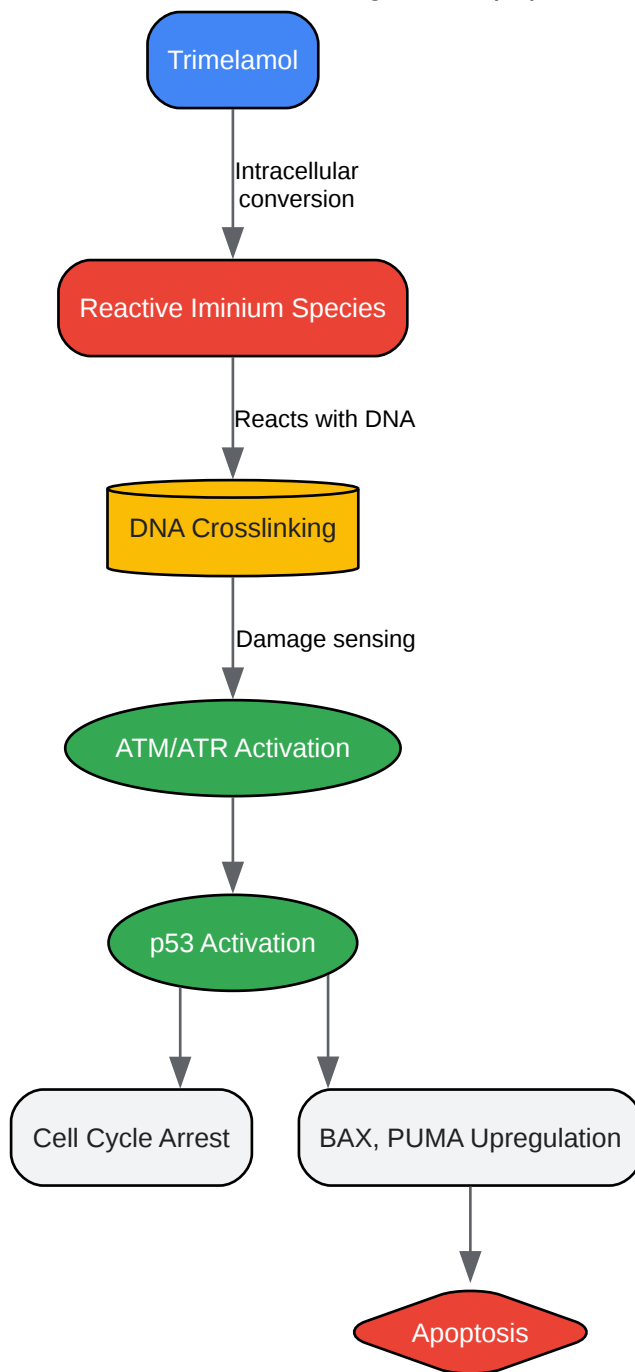 Trimelamol
Intracellular
conversion
Reactive Iminium Species
Reacts with DNA
DNA Crosslinking
Damage sensing
ATM/ATR Activation
p53 Activation
Cell Cycle Arrest
BAX, PUMA Upregulation
Apoptosis